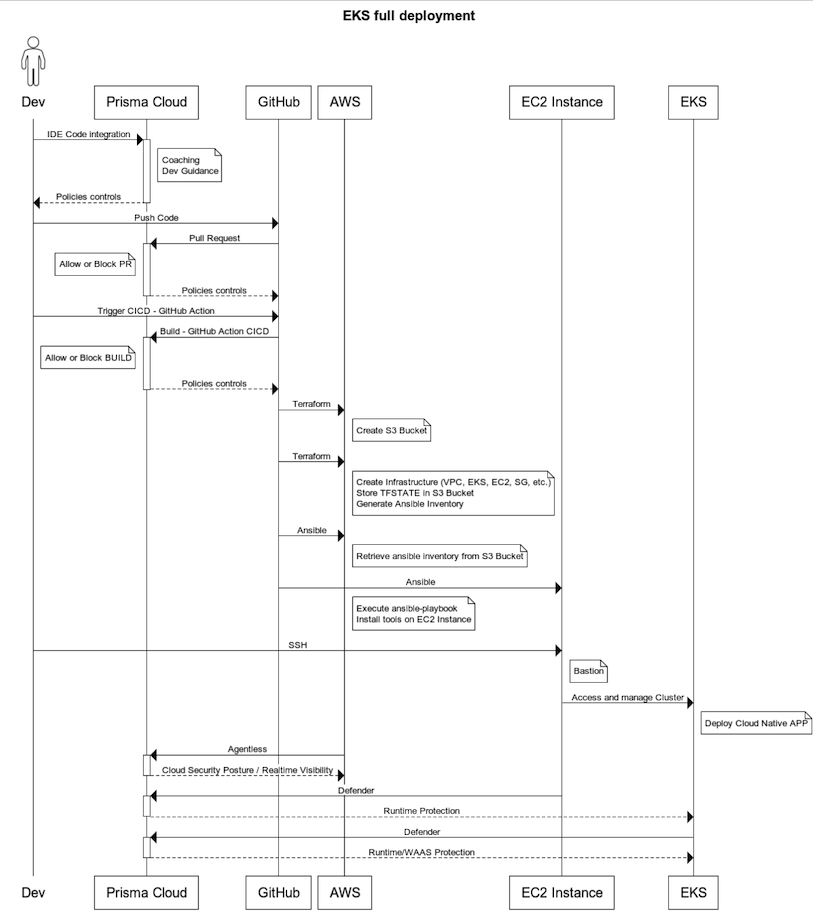 EKS full deployment
Dev
Prisma Cloud
GitHub
AWS
EC2 Instance
EKS
IDE Code integration
Coaching
Dev Guidance
Policies controls
Push Code
Pull Request
Allow or Block PR
Policies controls
Trigger CICD - GitHub Action
Build - GitHub Action CICD
Allow or Block BUILD
Policies controls
Terraform
Create S3 Bucket
Terraform
Create Infrastructure (VPC, EKS, EC2, SG, etc.)
Store TFSTATE in S3 Bucket
Generate Ansible Inventory
Ansible
Retrieve ansible inventory from S3 Bucket
Ansible
Execute ansible-playbook
Install tools on EC2 Instance
SSH
Bastion
Access and manage Cluster
Deploy Cloud Native APP
Agentless
Cloud Security Posture / Realtime Visibility
Defender
Runtime Protection
Defender
Runtime/WAAS Protection
Dev
Prisma Cloud
GitHub
AWS
EC2 Instance
EKS